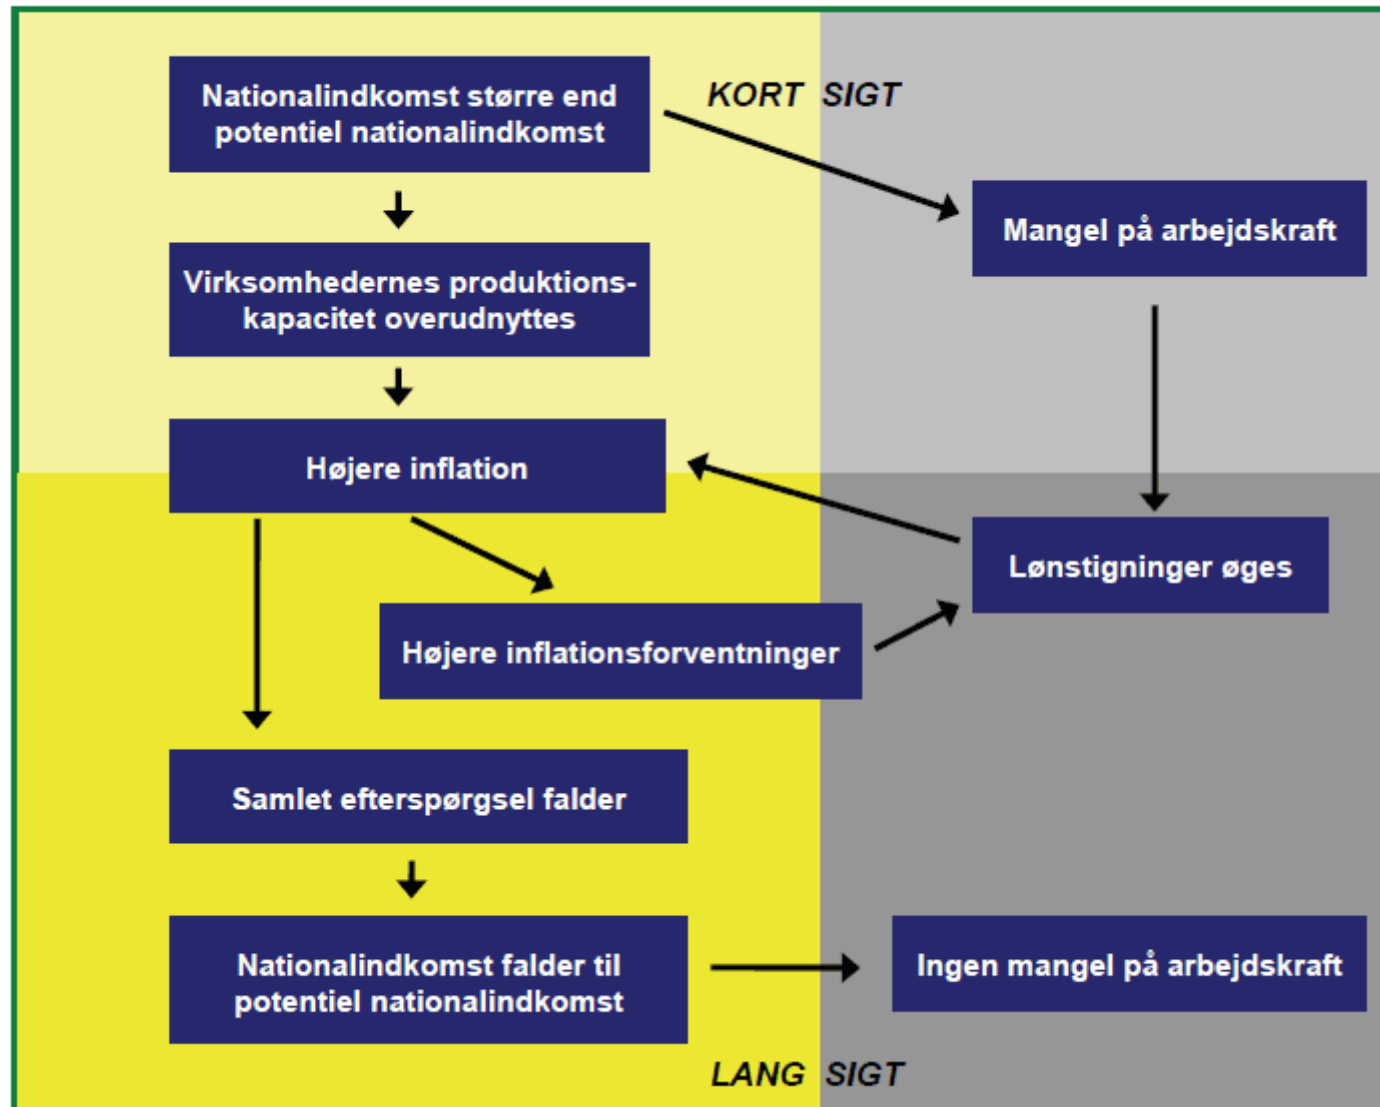 Nationalindkomst større end
potentiel nationalindkomst
KORT SIGT
Mangel på arbejdskraft
Virksomhedernes produktions-
kapacitet overudnyttes
Højere inflation
Lønstigninger øges
Højere inflationsforventninger
Samlet efterspørgsel falder
Nationalindkomst falder til
potentiel nationalindkomst
Ingen mangel på arbejdskraft
LANG SIGT